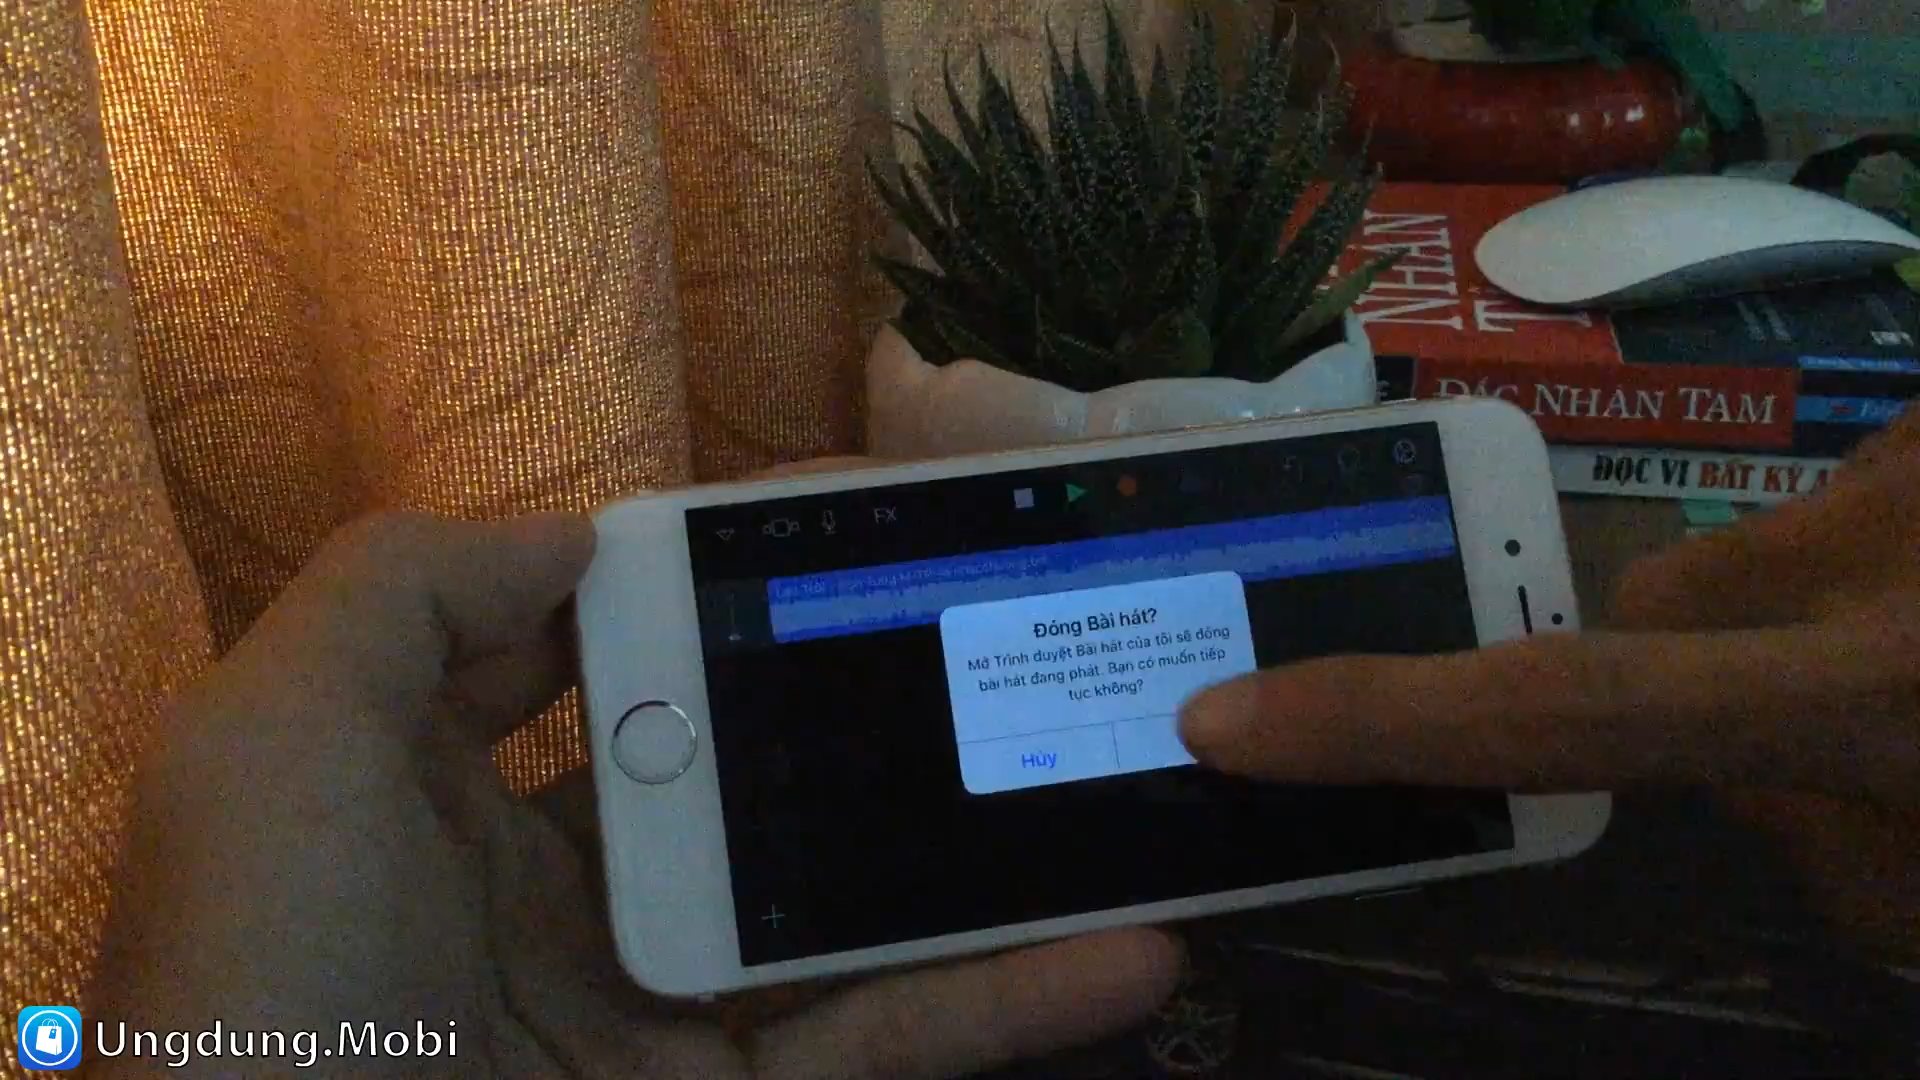 NHÂN
ĐẮC NHÂN TÂM
ĐỌC VỊ BẤT KỲ A
FX
Đóng Bài hát?
Mở Trình duyệt Bài hát của tôi sẽ đóng
bài hát đang phát. Bạn có muốn tiếp
tục không?
Hủy
Ungdung.Mobi